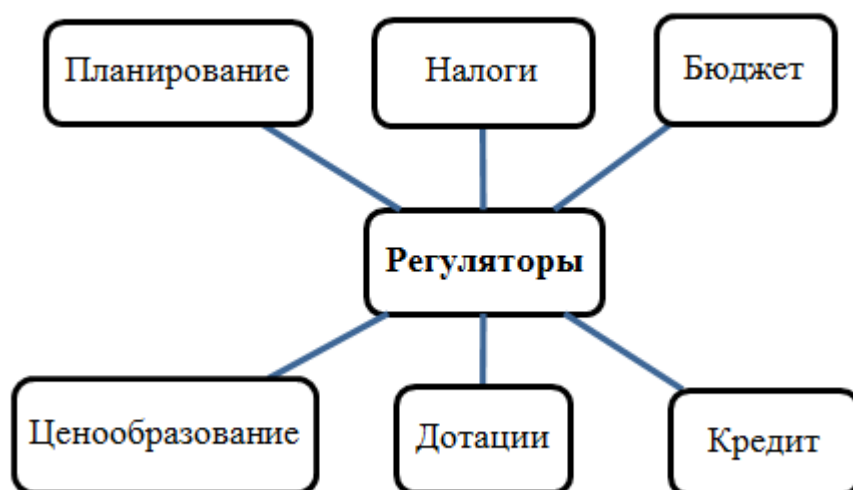 Планирование
Налоги
Бюджет
Регуляторы
Ценообразование
Дотации
Кредит